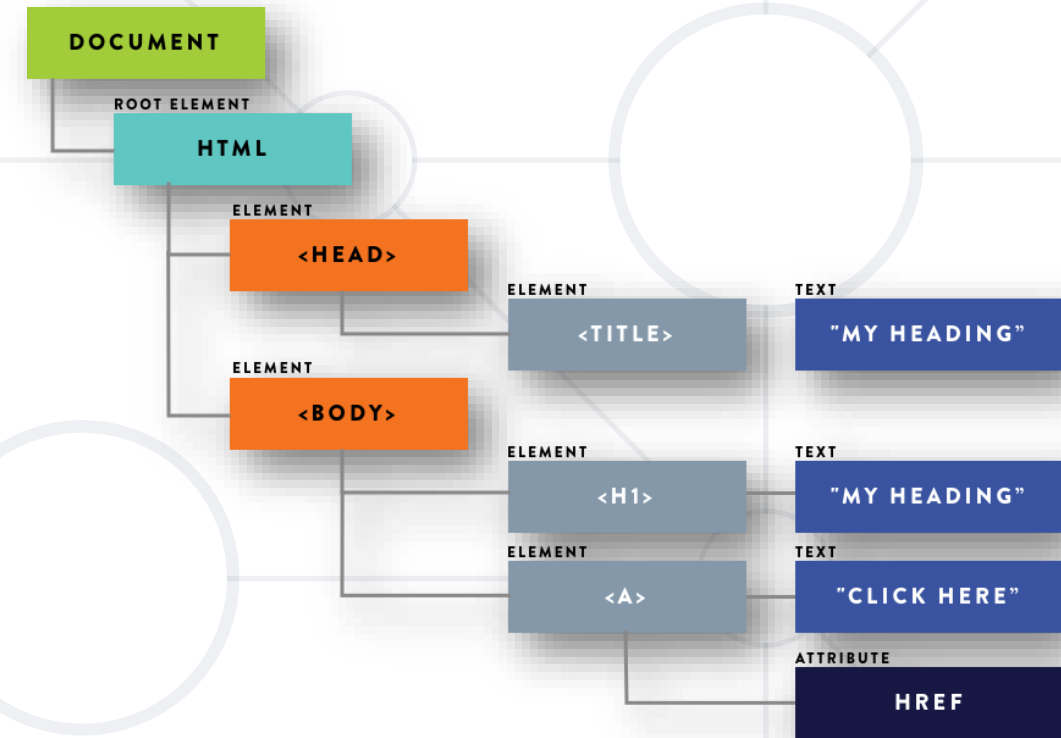 DOCUMENT
ROOT ELEMENT
HTML
ELEMENT
<HEAD>
ELEMENT
<TITLE>
TEXT
"MY HEADING”
ELEMENT
<BODY>
ELEMENT
<H1>
TEXT
"MY HEADING”
ELEMENT
<A>
TEXT
"CLICK HERE”
ATTRIBUTE
HREF